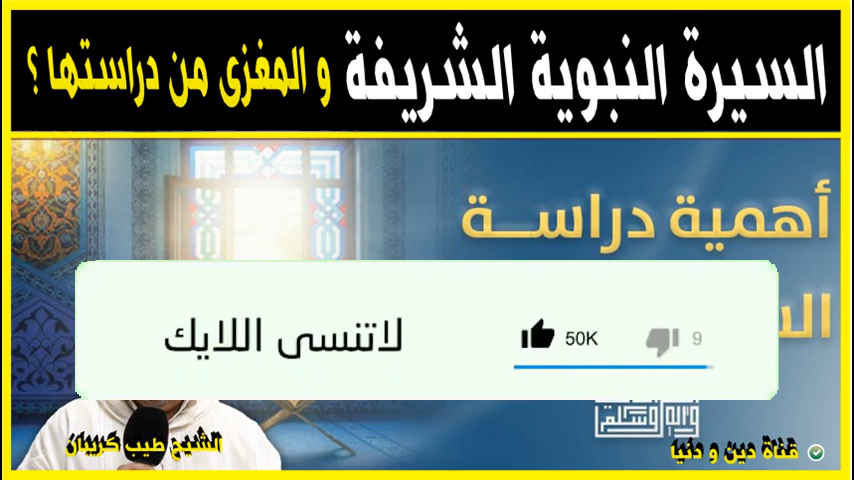 السيرة النبوية الشريفة و المغزى من دراستها ؟
أهمية دراسة
لاتنسى اللايك
50K
9
الشيخ طيب كريبان
قناة دين و دنيا